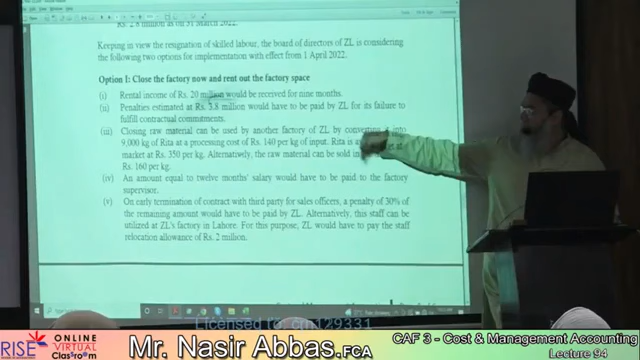 Rs. 2.8 million as on 31 March 2022.
Keeping in view the resignation of skilled labour, the board of directors of ZL is considering
the following two options for implementation with effect from 1 April 2022.
Option I: Close the factory now and rent out the factory space
(i) Rental income of Rs. 20 million would be received for nine months.
(ii) Penalties estimated at Rs. 3.8 million would have to be paid by ZL for its failure to
fulfill contractual commitments.
(iii) Closing raw material can be used by another factory of ZL by converting it into
9,000 kg of Rita at a processing cost of Rs. 140 per kg of input. Rita is
market at Rs. 350 per kg. Alternatively, the raw material can be sold in
Rs. 160 per kg.
(iv) An amount equal to twelve months' salary would have to be paid to the factory
supervisor.
(v) On early termination of contract with third party for sales officers, a penalty of 30% of
the remaining amount would have to be paid by ZL. Alternatively, this staff can be
utilized at ZL's factory in Lahore. For this purpose, ZL would have to pay the staff
relocation allowance of Rs. 2 million.
Licensed to: cm129331
RISE ONLINE VIRTUAL Classroom
Mr. Nasir Abbas.FCA
CAF 3 - Cost & Management Accounting
Lecture 94